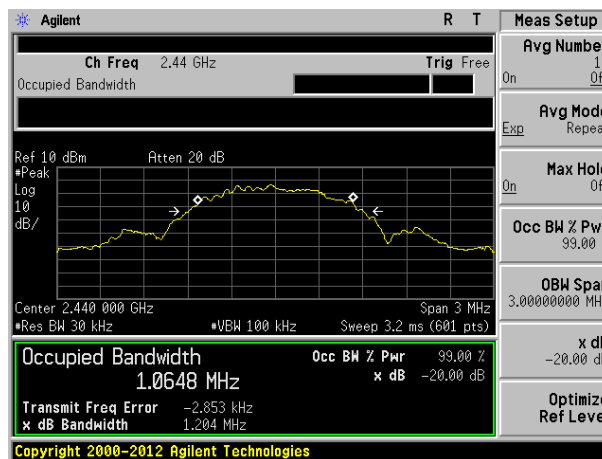 Agilent R T
Ch Freq 2.44 GHz Trig Free
Occupied Bandwidth
Ref 10 dBm Atten 20 dB
#Peak
Log
10
dB/
Center 2.440 000 GHz Span 3 MHz
#Res BW 30 kHz #VBW 100 kHz Sweep 3.2 ms (601 pts)
Occupied Bandwidth Occ BW % Pwr 99.00 %
1.0648 MHz x dB -20.00 dB
Transmit Freq Error -2.853 kHz
x dB Bandwidth 1.204 MHz
Copyright 2000-2012 Agilent Technologies
Meas Setup
Avg Numbe
1
On Of
Avg Mod
Exp Repea
Max Hol
On Of
Occ BW % Pw
99.00
OBW Spa
3.00000000 MH
x d
-20.00 d
Optimiz
Ref Leve